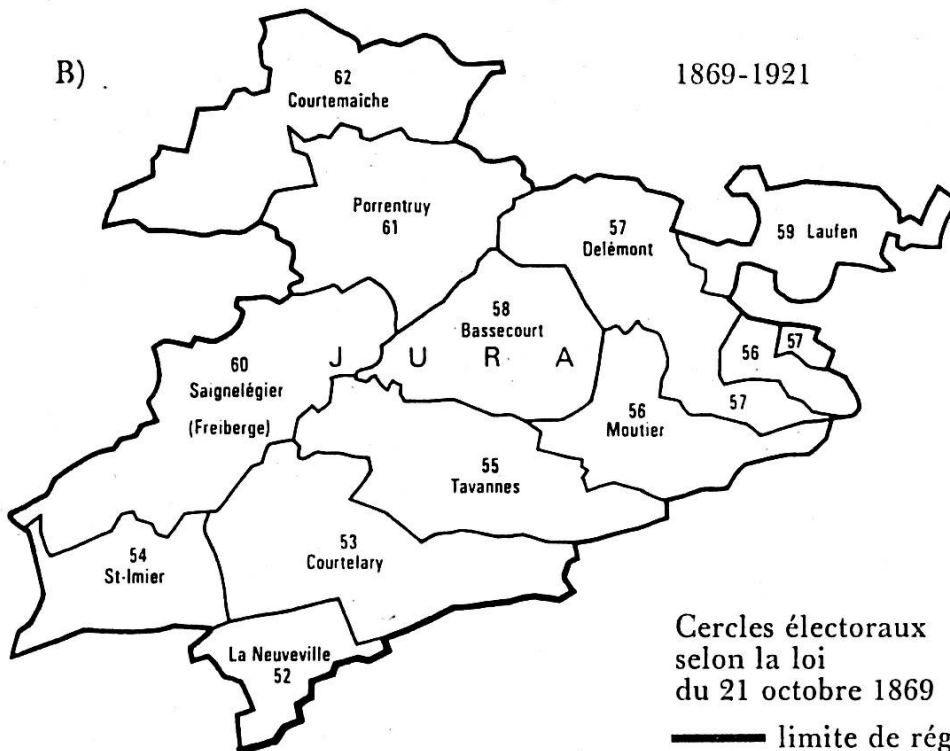 B)
1869-1921
62
Courtemaîche
Porrentruy
61
57
Delémont
59 Laufen
58
Bassecourt
60
Saignelégier
(Freiberge)
J U R A
56
57
57
56
Moutier
55
Tavannes
54
St-Imier
53
Courtelary
La Neuveville
52
Cercles électoraux
selon la loi
du 21 octobre 1869
limite de rég